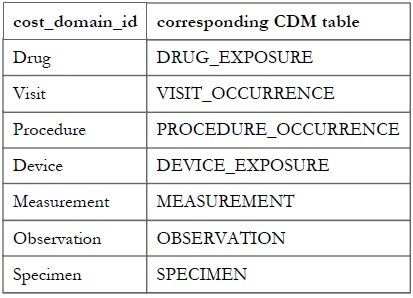 cost_domain_id corresponding CDM table
Drug DRUG_EXPOSURE
Visit VISIT_OCCURRENCE
Procedure PROCEDURE_OCCURRENCE
Device DEVICE_EXPOSURE
Measurement MEASUREMENT
Observation OBSERVATION
Specimen SPECIMEN